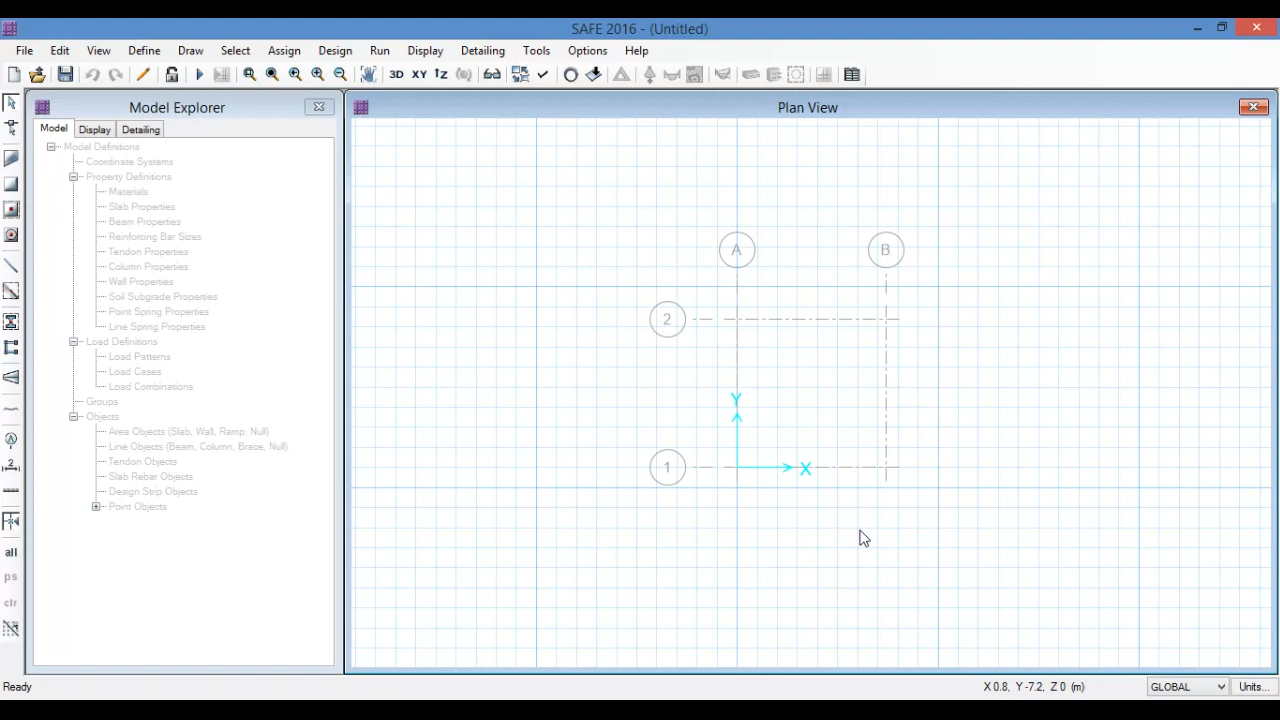 SAFE 2016 - (Untitled)
File Edit View Define Draw Select Assign Design Run Display Detailing Tools Options Help
3D XY
Model Explorer
Plan View
Model Display Detailing
Model Definitions
Coordinate Systems
Property Definitions
Materials
Slab Properties
Beam Properties
Reinforcing Bar Sizes
Tendon Properties
Column Properties
Wall Properties
Soil Subgrade Properties
Point Spring Properties
Line Spring Properties
Load Definitions
Load Patterns
Load Cases
Load Combinations
Groups
Objects
Area Objects (Slab, Wall, Ramp, Null)
Line Objects (Beam, Column, Brace, Null)
Tendon Objects
Slab Rebar Objects
Design Strip Objects
Point Objects
all
ps
clr
A B
2
Y
1 X
Ready
X 0.8, Y -7.2, Z 0 (m)
GLOBAL
Units...